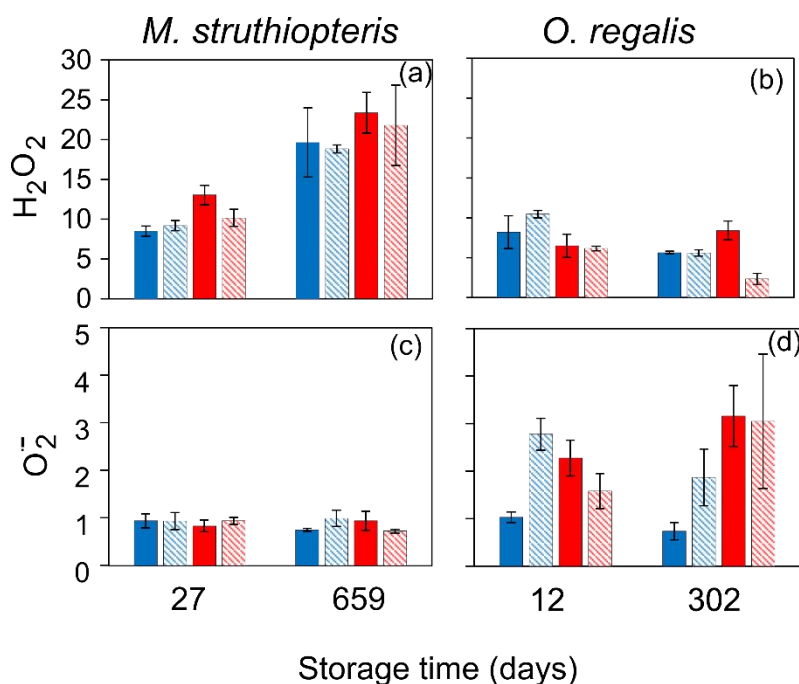 M. struthiopteris
O. regalis
(a)
(b)
30
25
20
15
10
5
0
H₂O₂
(c)
(d)
5
4
3
2
1
0
O₂·⁻
27
659
12
302
Storage time (days)